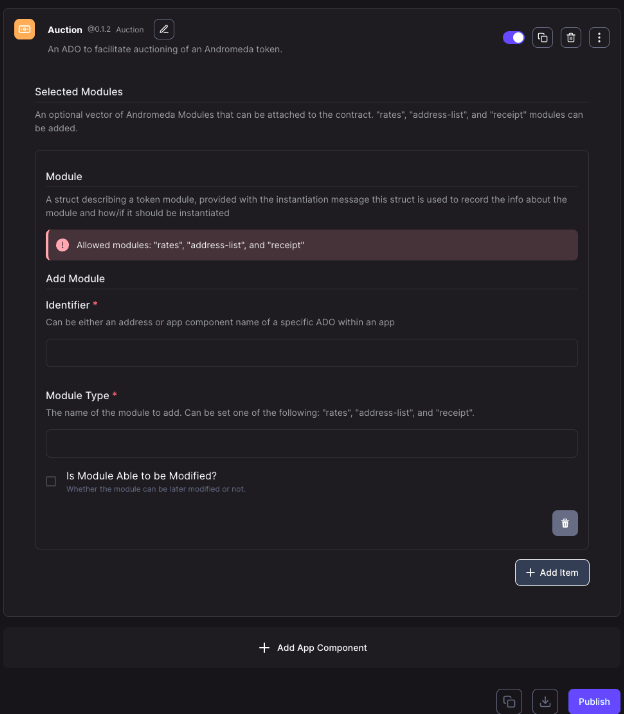 Auction @0.1.2 Auction
An ADO to facilitate auctioning of an Andromeda token.
Selected Modules
An optional vector of Andromeda Modules that can be attached to the contract. "rates", "address-list", and "receipt" modules can
be added.
Module
A struct describing a token module, provided with the instantiation message this struct is used to record the info about the
module and how/if it should be instantiated
Allowed modules: "rates", "address-list", and "receipt"
Add Module
Identifier *
Can be either an address or app component name of a specific ADO within an app
Module Type *
The name of the module to add. Can be set one of the following: "rates", "address-list", and "receipt".
Is Module Able to be Modified?
Whether the module can be later modified or not.
+ Add Item
+ Add App Component
Publish